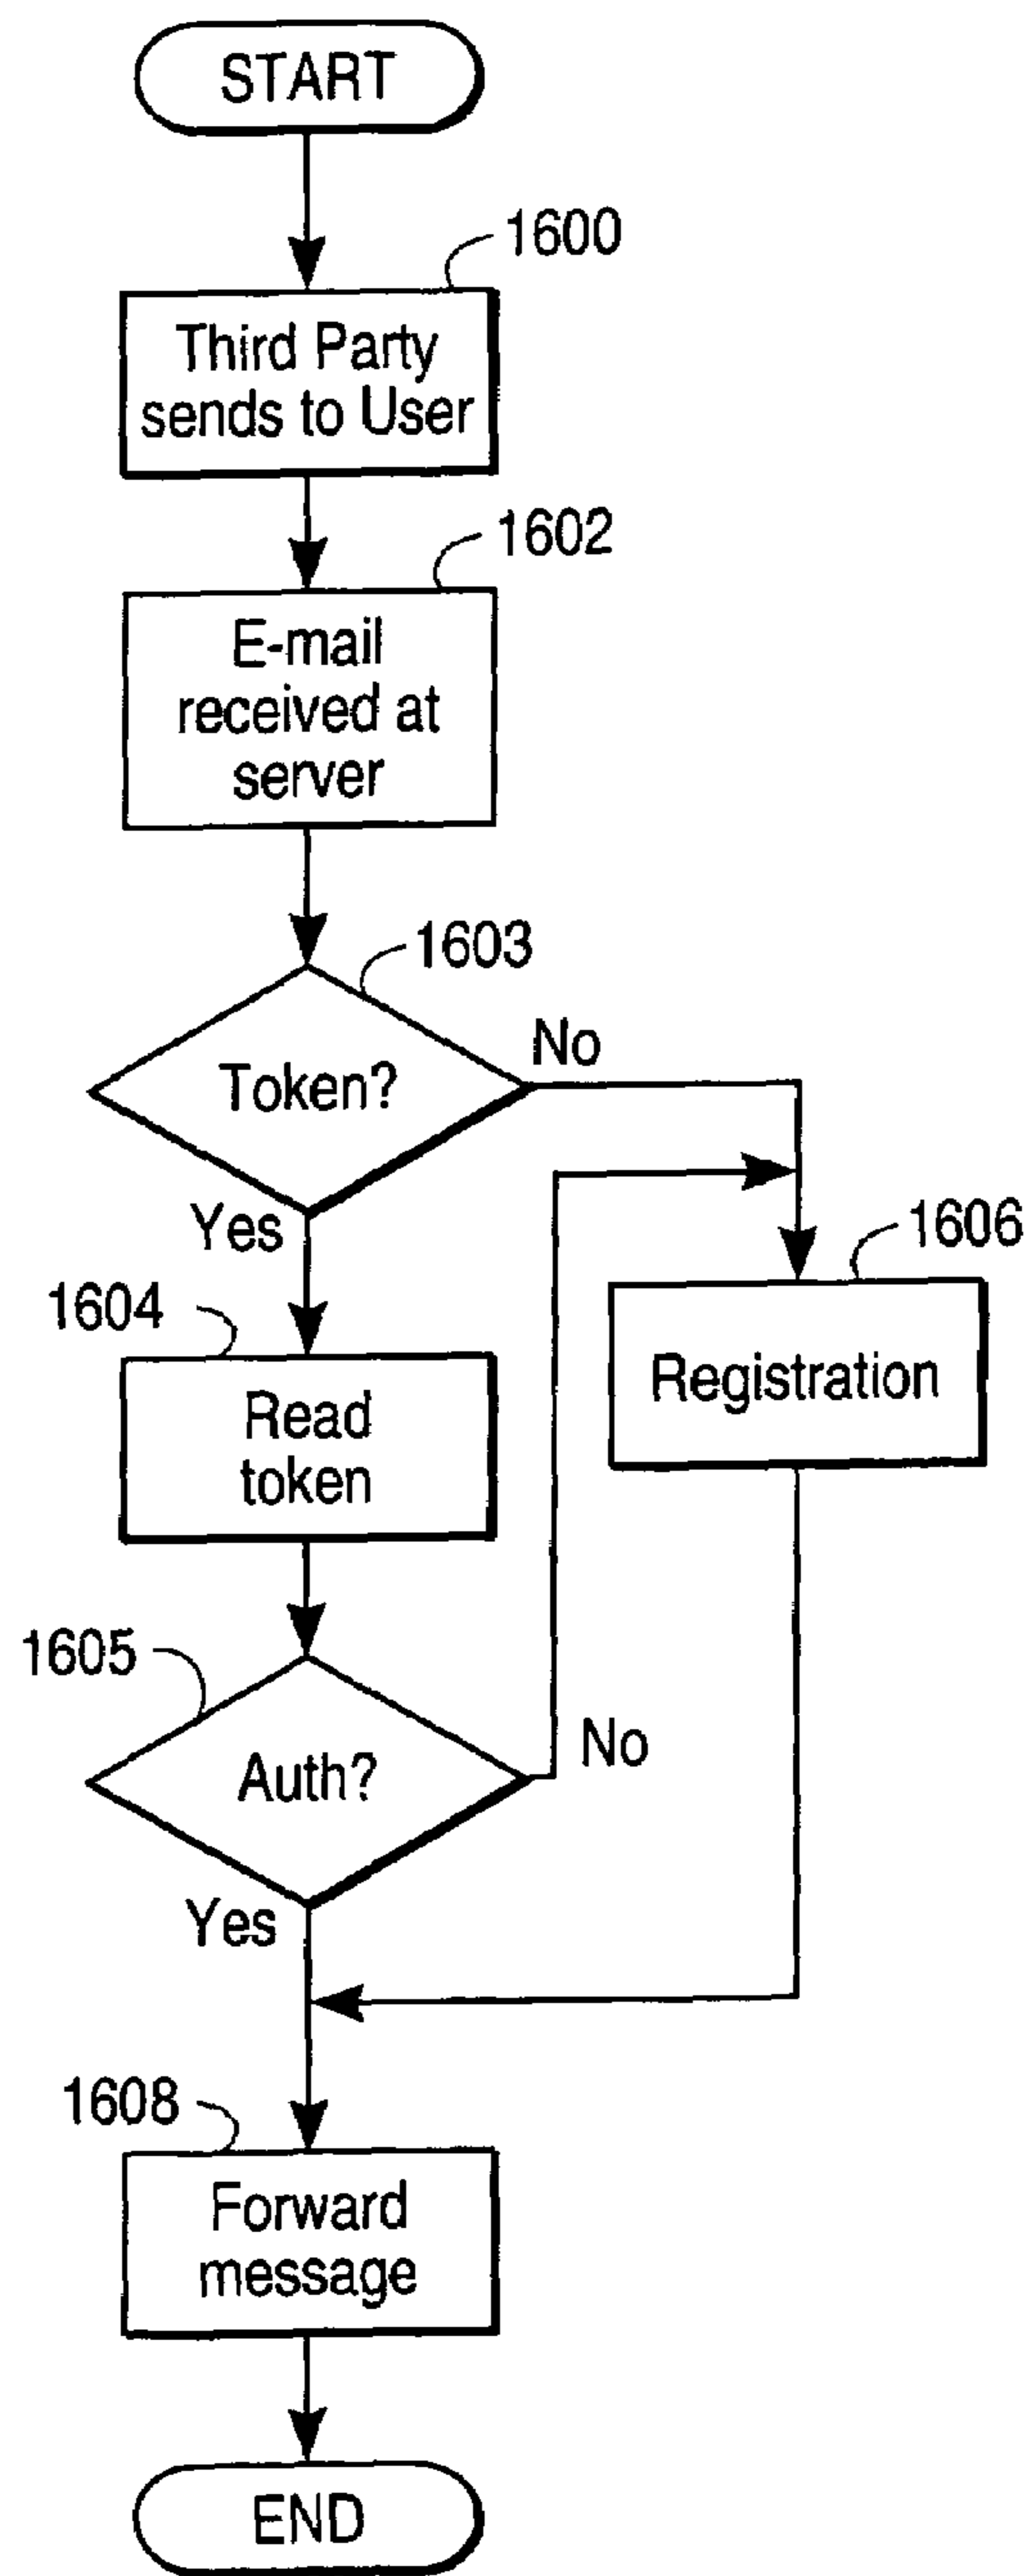 START
1600
Third Party
sends to User
1602
E-mail
received at
server
1603
Token?
No
Yes
1604
Read
token
1606
Registration
1605
Auth?
No
Yes
1608
Forward
message
END